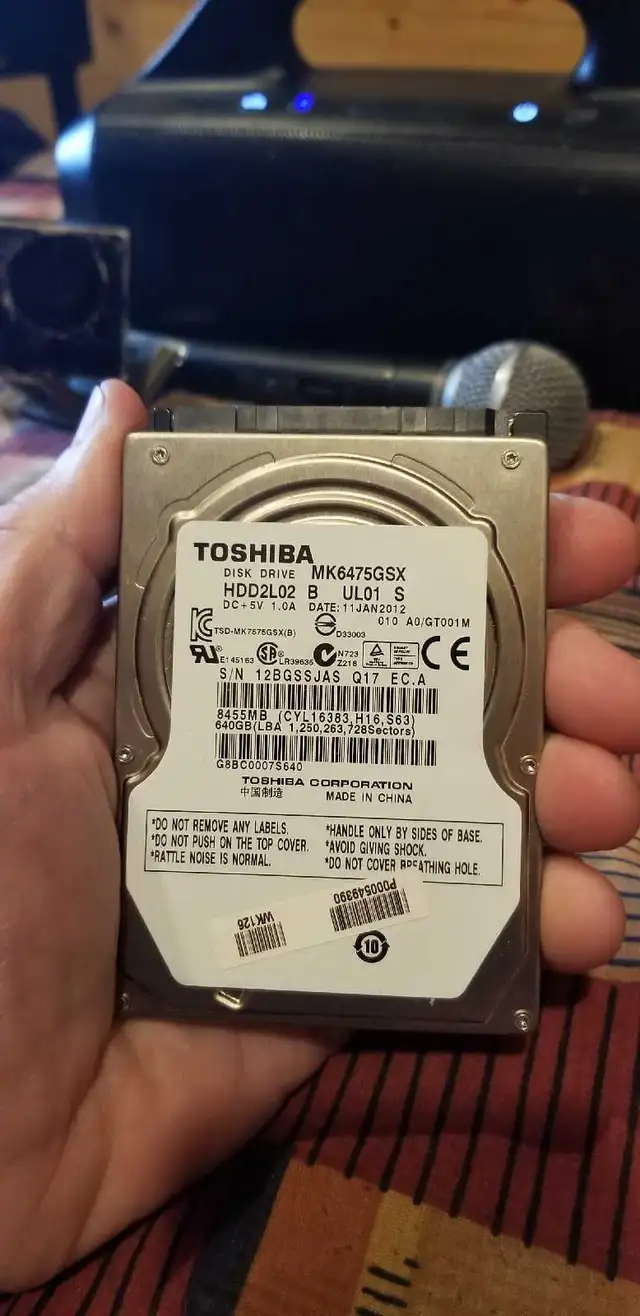 TOSHIBA
DISK DRIVE MK6475GSX
HDD2L02 B UL01 S
DC+5V 1.0A DATE:11JAN2012
010 A0/GT001M
TSD-MK7575GSX(B)
D33003
E145163 LR39635 N723
Z216
CE
S/N 12BGSSJAS Q17 EC.A
8455MB (CYL16383,H16,S63)
640GB(LBA 1,250,263,728Sectors)
G8BC0007S640
TOSHIBA CORPORATION
中国制造 MADE IN CHINA
*DO NOT REMOVE ANY LABELS. *HANDLE ONLY BY SIDES OF BASE.
*DO NOT PUSH ON THE TOP COVER. *AVOID GIVING SHOCK.
*RATTLE NOISE IS NORMAL. *DO NOT COVER BREATHING HOLE.
P000549390
WK126
10